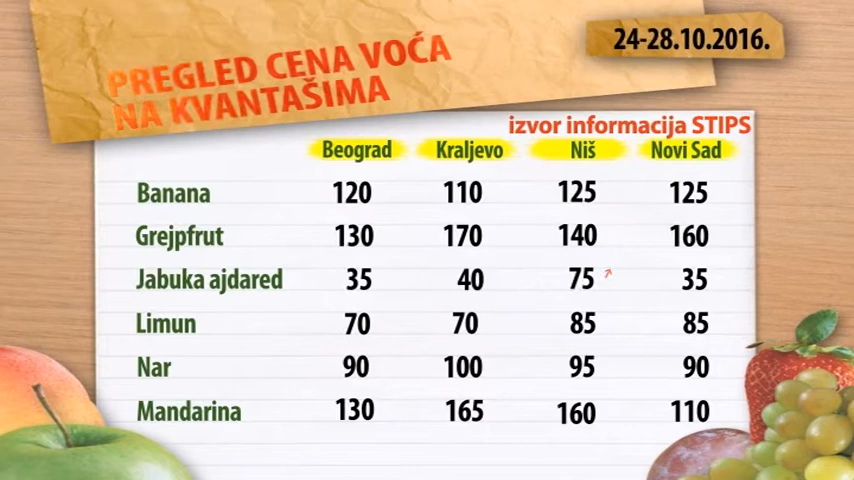 PREGLED CENA VOĆA
NA KVANTAŠIMA
24-28.10.2016.
izvor informacija STIPS
Beograd Kraljevo Niš Novi Sad
Banana 120 110 125 125
Grejpfrut 130 170 140 160
Jabuka ajdared 35 40 75 35
Limun 70 70 85 85
Nar 90 100 95 90
Mandarina 130 165 160 110